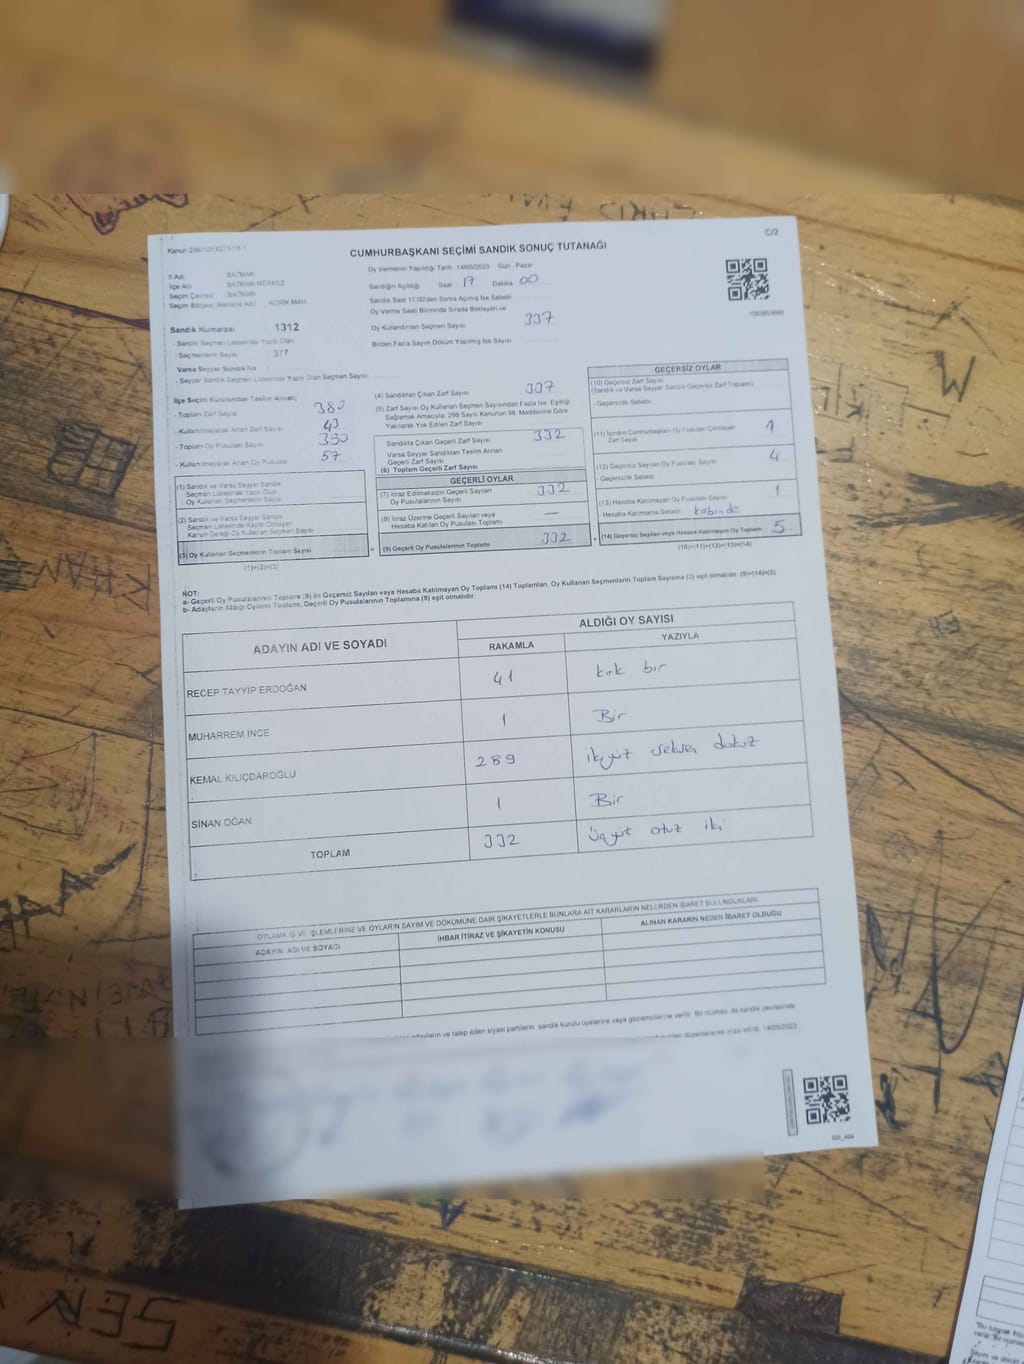 C/2
Kanun: 298/105
CUMHURBAŞKANI SEÇİMİ SANDIK SONUÇ TUTANAĞI
İl Adı : BATMAN
İlçe Adı : BATMAN MERKEZ
Seçim Çevresi : BATMAN
Seçim Bölgesi (Mahalle Adı) : KORİK MAH
Sandık Numarası : 1312
- Sandık Seçmen Listesinde Yazılı Olan
- Seçmenlerin Sayısı : 377
Varsa Seyyar Sandık No
- Seyyar Sandık Seçmen Listesinde Yazılı Olan Seçmen Sayısı
Oy Vermenin Yapıldığı Tarih :14/05/2023 Gün : Pazar
Sandığın Açıldığı Saat 17 Dakika 00
Sandık Saat 17:00'den Sonra Açılmış İse Sebebi
Oy Verme Saati Bitiminde Sırada Bekleyen ve
Oy Kullandırılan Seçmen Sayısı 337
Birden Fazla Sayım Döküm Yapılmış İse Sayısı
İlçe Seçim Kurulundan Teslim Alınan;
- Toplam Zarf Sayısı 380
- Kullanılmayarak Artan Zarf Sayısı 43
- Toplam Oy Pusulası Sayısı 390
- Kullanılmayarak Artan Oy Pusulası 57
(1) Sandık ve Varsa Seyyar Sandık
Seçmen Listesinde Yazılı Olup
Oy Kullanan Seçmenlerin Sayısı
(2) Sandık ve Varsa Seyyar Sandık
Seçmen Listesinde Kayıtlı Olmayan
Kanun Gereği Oy Kullanan Seçmen Sayısı
(3) Oy Kullanan Seçmenlerin Toplam Sayısı
(1)+(2)=(3)
(4) Sandıktan Çıkan Zarf Sayısı 337
(5) Zarf Sayısı Oy Kullanan Seçmen Sayısından Fazla İse, Eşitliği
Sağlamak Amacıyla, 298 Sayılı Kanunun 98. Maddesine Göre
Yakılarak Yok Edilen Zarf Sayısı
Sandıkta Çıkan Geçerli Zarf Sayısı 332
Varsa Seyyar Sandıktan Teslim Alınan
Geçerli Zarf Sayısı
(6) Toplam Geçerli Zarf Sayısı
GEÇERLİ OYLAR
(7) İtiraz Edilmeksizin Geçerli Sayılan
Oy Pusulalarının Sayısı 332
(8) İtiraz Üzerine Geçerli Sayılan veya
Hesaba Katılan Oy Pusulası Toplamı —
= (9) Geçerli Oy Pusulalarının Toplamı 332
GEÇERSİZ OYLAR
(10) Geçersiz Zarf Sayısı
(Sandık ve Varsa Seyyar Sandık Geçersiz Zarf Toplamı)
- Geçersizlik Sebebi
(11) İçinden Cumhurbaşkanı Oy Pusulası Çıkmayan
Zarf Sayısı 1
(12) Geçersiz Sayılan Oy Pusulası Sayısı 4
- Geçersizlik Sebebi
(13) Hesaba Katılmayan Oy Pusulası Sayısı 1
- Hesaba Katılmama Sebebi : kabinde
+ (14) Geçersiz Sayılan veya Hesaba Katılmayan Oy Toplamı 5
(10)+(11)+(12)+(13)=(14)
NOT:
a- Geçerli Oy Pusulalarının Toplamı (9) ile Geçersiz Sayılan veya Hesaba Katılmayan Oy Toplamı (14) Toplamları, Oy Kullanan Seçmenlerin Toplam Sayısına (3) eşit olmalıdır. (9)+(14)=(3)
b- Adayların Aldığı Oyların Toplamı, Geçerli Oy Pusulalarının Toplamına (9) eşit olmalıdır.
ADAYIN ADI VE SOYADI
ALDIĞI OY SAYISI
RAKAMLA YAZIYLA
RECEP TAYYİP ERDOĞAN 41 kırk bir
MUHARREM İNCE 1 Bir
KEMAL KILIÇDAROĞLU 289 ikiyüz seksen dokuz
SİNAN OĞAN 1 Bir
TOPLAM 332 üçyüz otuz iki
OYLAMA İŞ VE İŞLEMLERİNE VE OYLARIN SAYIM VE DÖKÜMÜNE DAİR ŞİKAYETLERLE BUNLARA AİT KARARLARIN NELERDEN İBARET BULUNDUKLARI
ADAYIN ADI VE SOYADI İHBAR İTİRAZ VE ŞİKAYETİN KONUSU ALINAN KARARIN NEDEN İBARET OLDUĞU
adayların ve talep eden siyasi partilerin sandık kurulu üyelerine veya gözlemcilerine verilir. Bir nüshası da sandık çevresinde
düzenlenerek imza edildi. 14/05/2023
SER